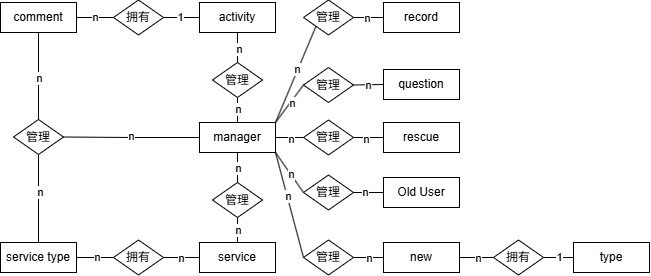 comment n 拥有 1 activity 管理 n record
n n n
管理 管理 n question
n n
管理 n manager n 管理 n rescue
n n
n 管理 管理 n Old User
n n
service type n 拥有 n service 管理 n new n 拥有 1 type